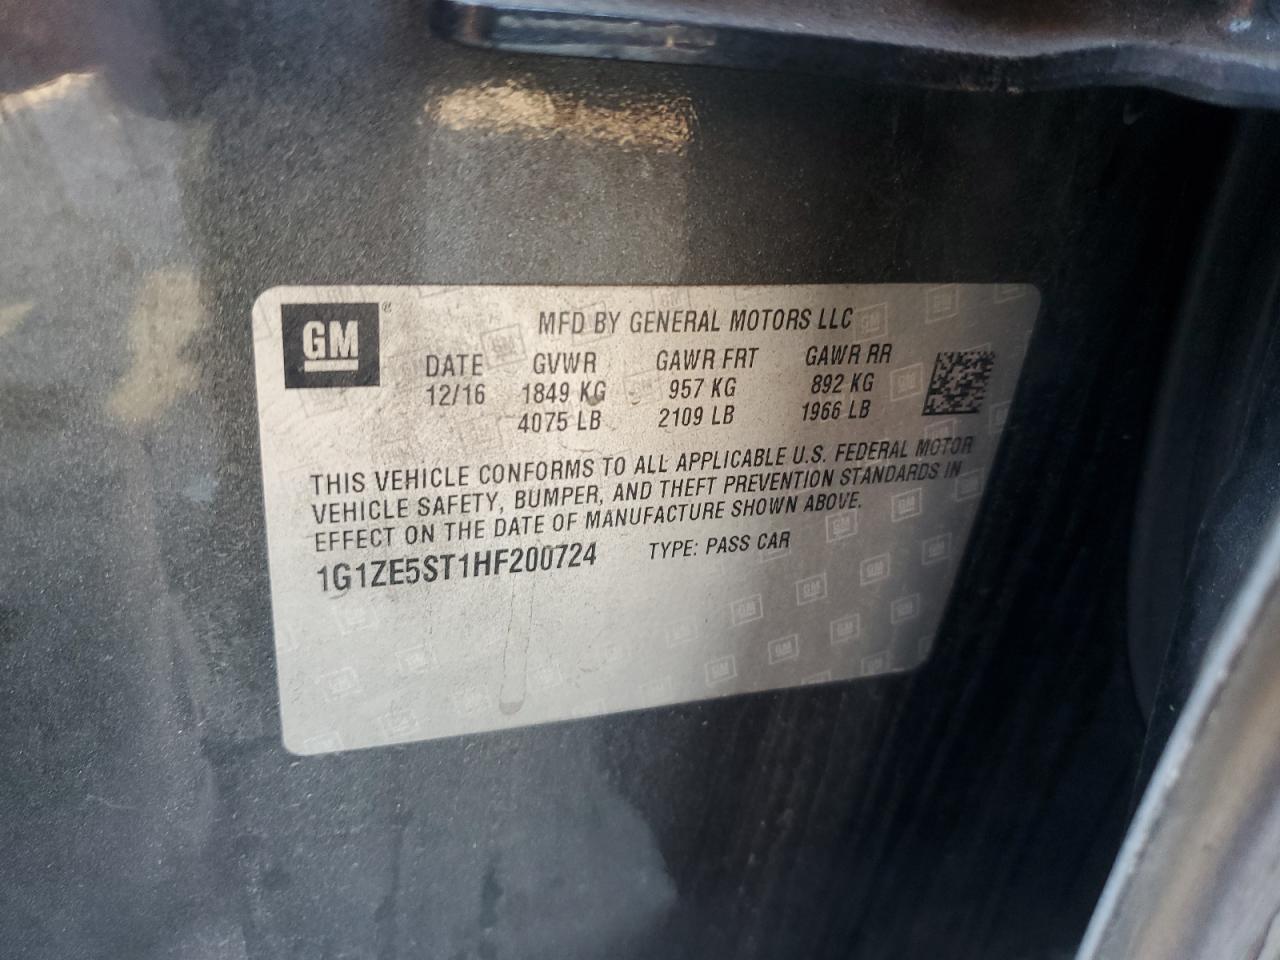 GM
MFD BY GENERAL MOTORS LLC
DATE GVWR GAWR FRT GAWR RR
12/16 1849 KG 957 KG 892 KG
4075 LB 2109 LB 1966 LB
THIS VEHICLE CONFORMS TO ALL APPLICABLE U.S. FEDERAL MOTOR
VEHICLE SAFETY, BUMPER, AND THEFT PREVENTION STANDARDS IN
EFFECT ON THE DATE OF MANUFACTURE SHOWN ABOVE.
1G1ZE5ST1HF200724 TYPE: PASS CAR